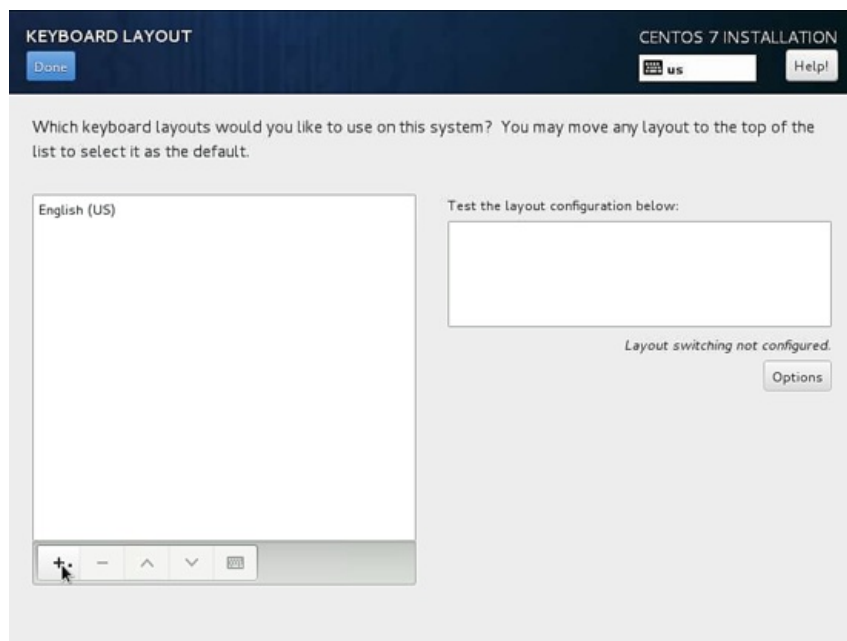 KEYBOARD LAYOUT
Done
CENTOS 7 INSTALLATION
us
Help!
Which keyboard layouts would you like to use on this system? You may move any layout to the top of the
list to select it as the default.
English (US)
Test the layout configuration below:
Layout switching not configured.
Options